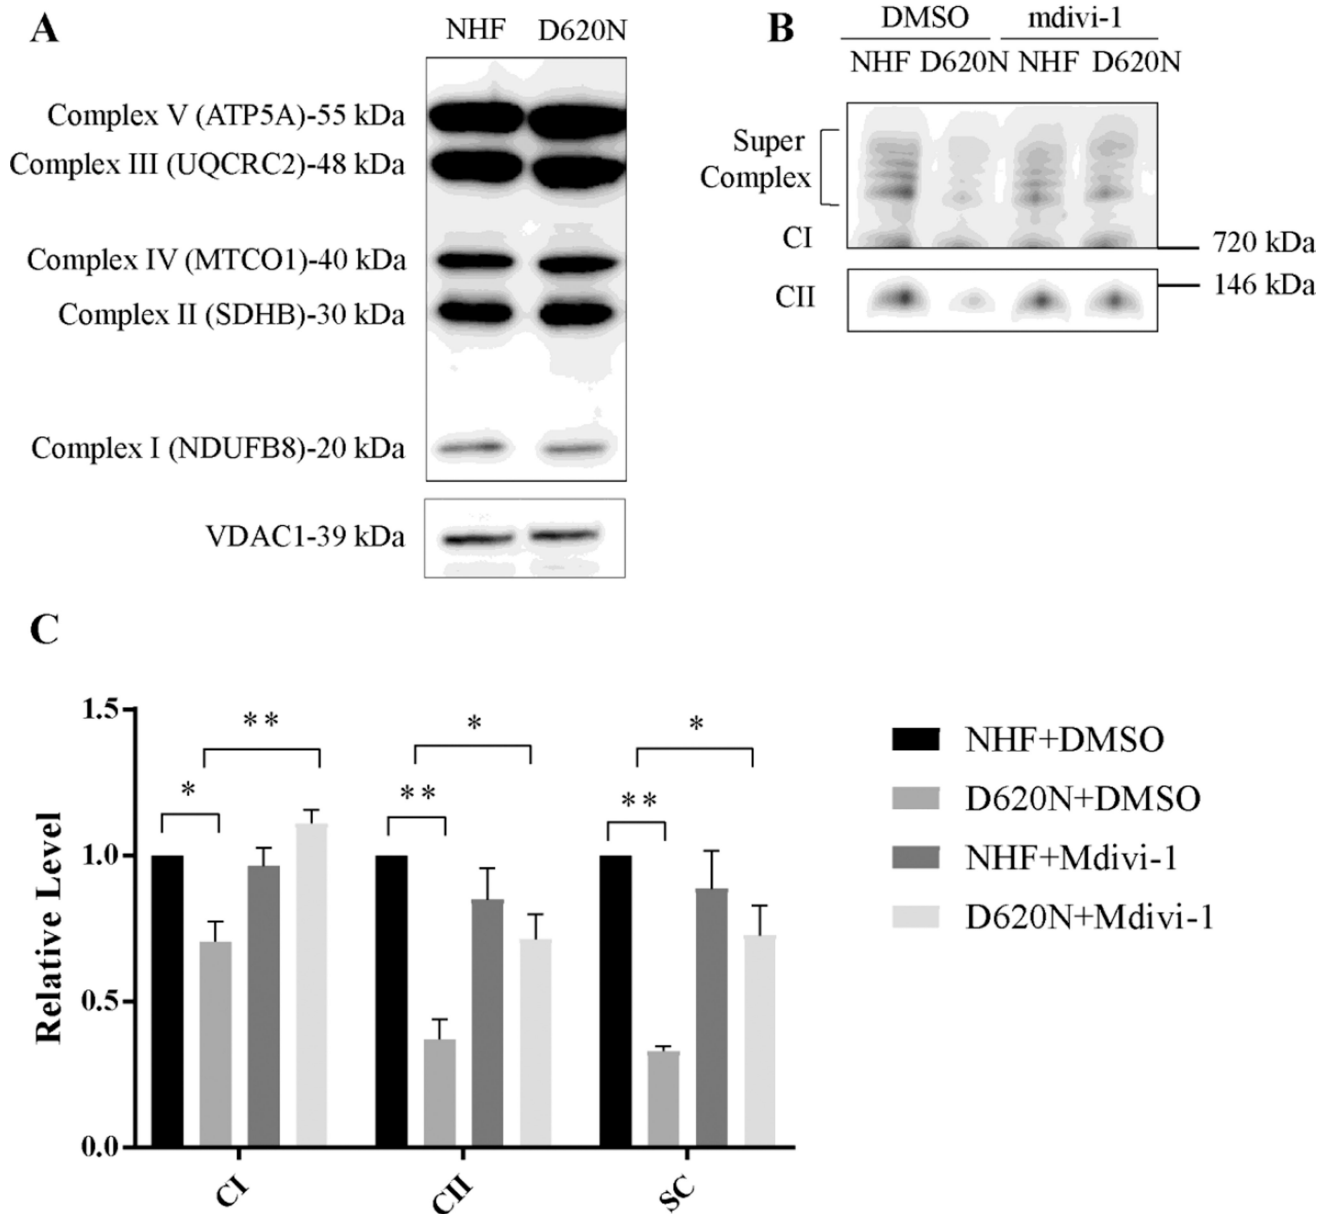 A
NHF D620N
Complex V (ATP5A)-55 kDa
Complex III (UQCRC2)-48 kDa
Complex IV (MTCO1)-40 kDa
Complex II (SDHB)-30 kDa
Complex I (NDUFB8)-20 kDa
VDAC1-39 kDa
B
DMSO mdivi-1
NHF D620N NHF D620N
Super
Complex
CI
720 kDa
146 kDa
CII
C
Relative Level
1.5
1.0
0.5
0.0
* **
** *
** *
CI CII SC
NHF+DMSO
D620N+DMSO
NHF+Mdivi-1
D620N+Mdivi-1